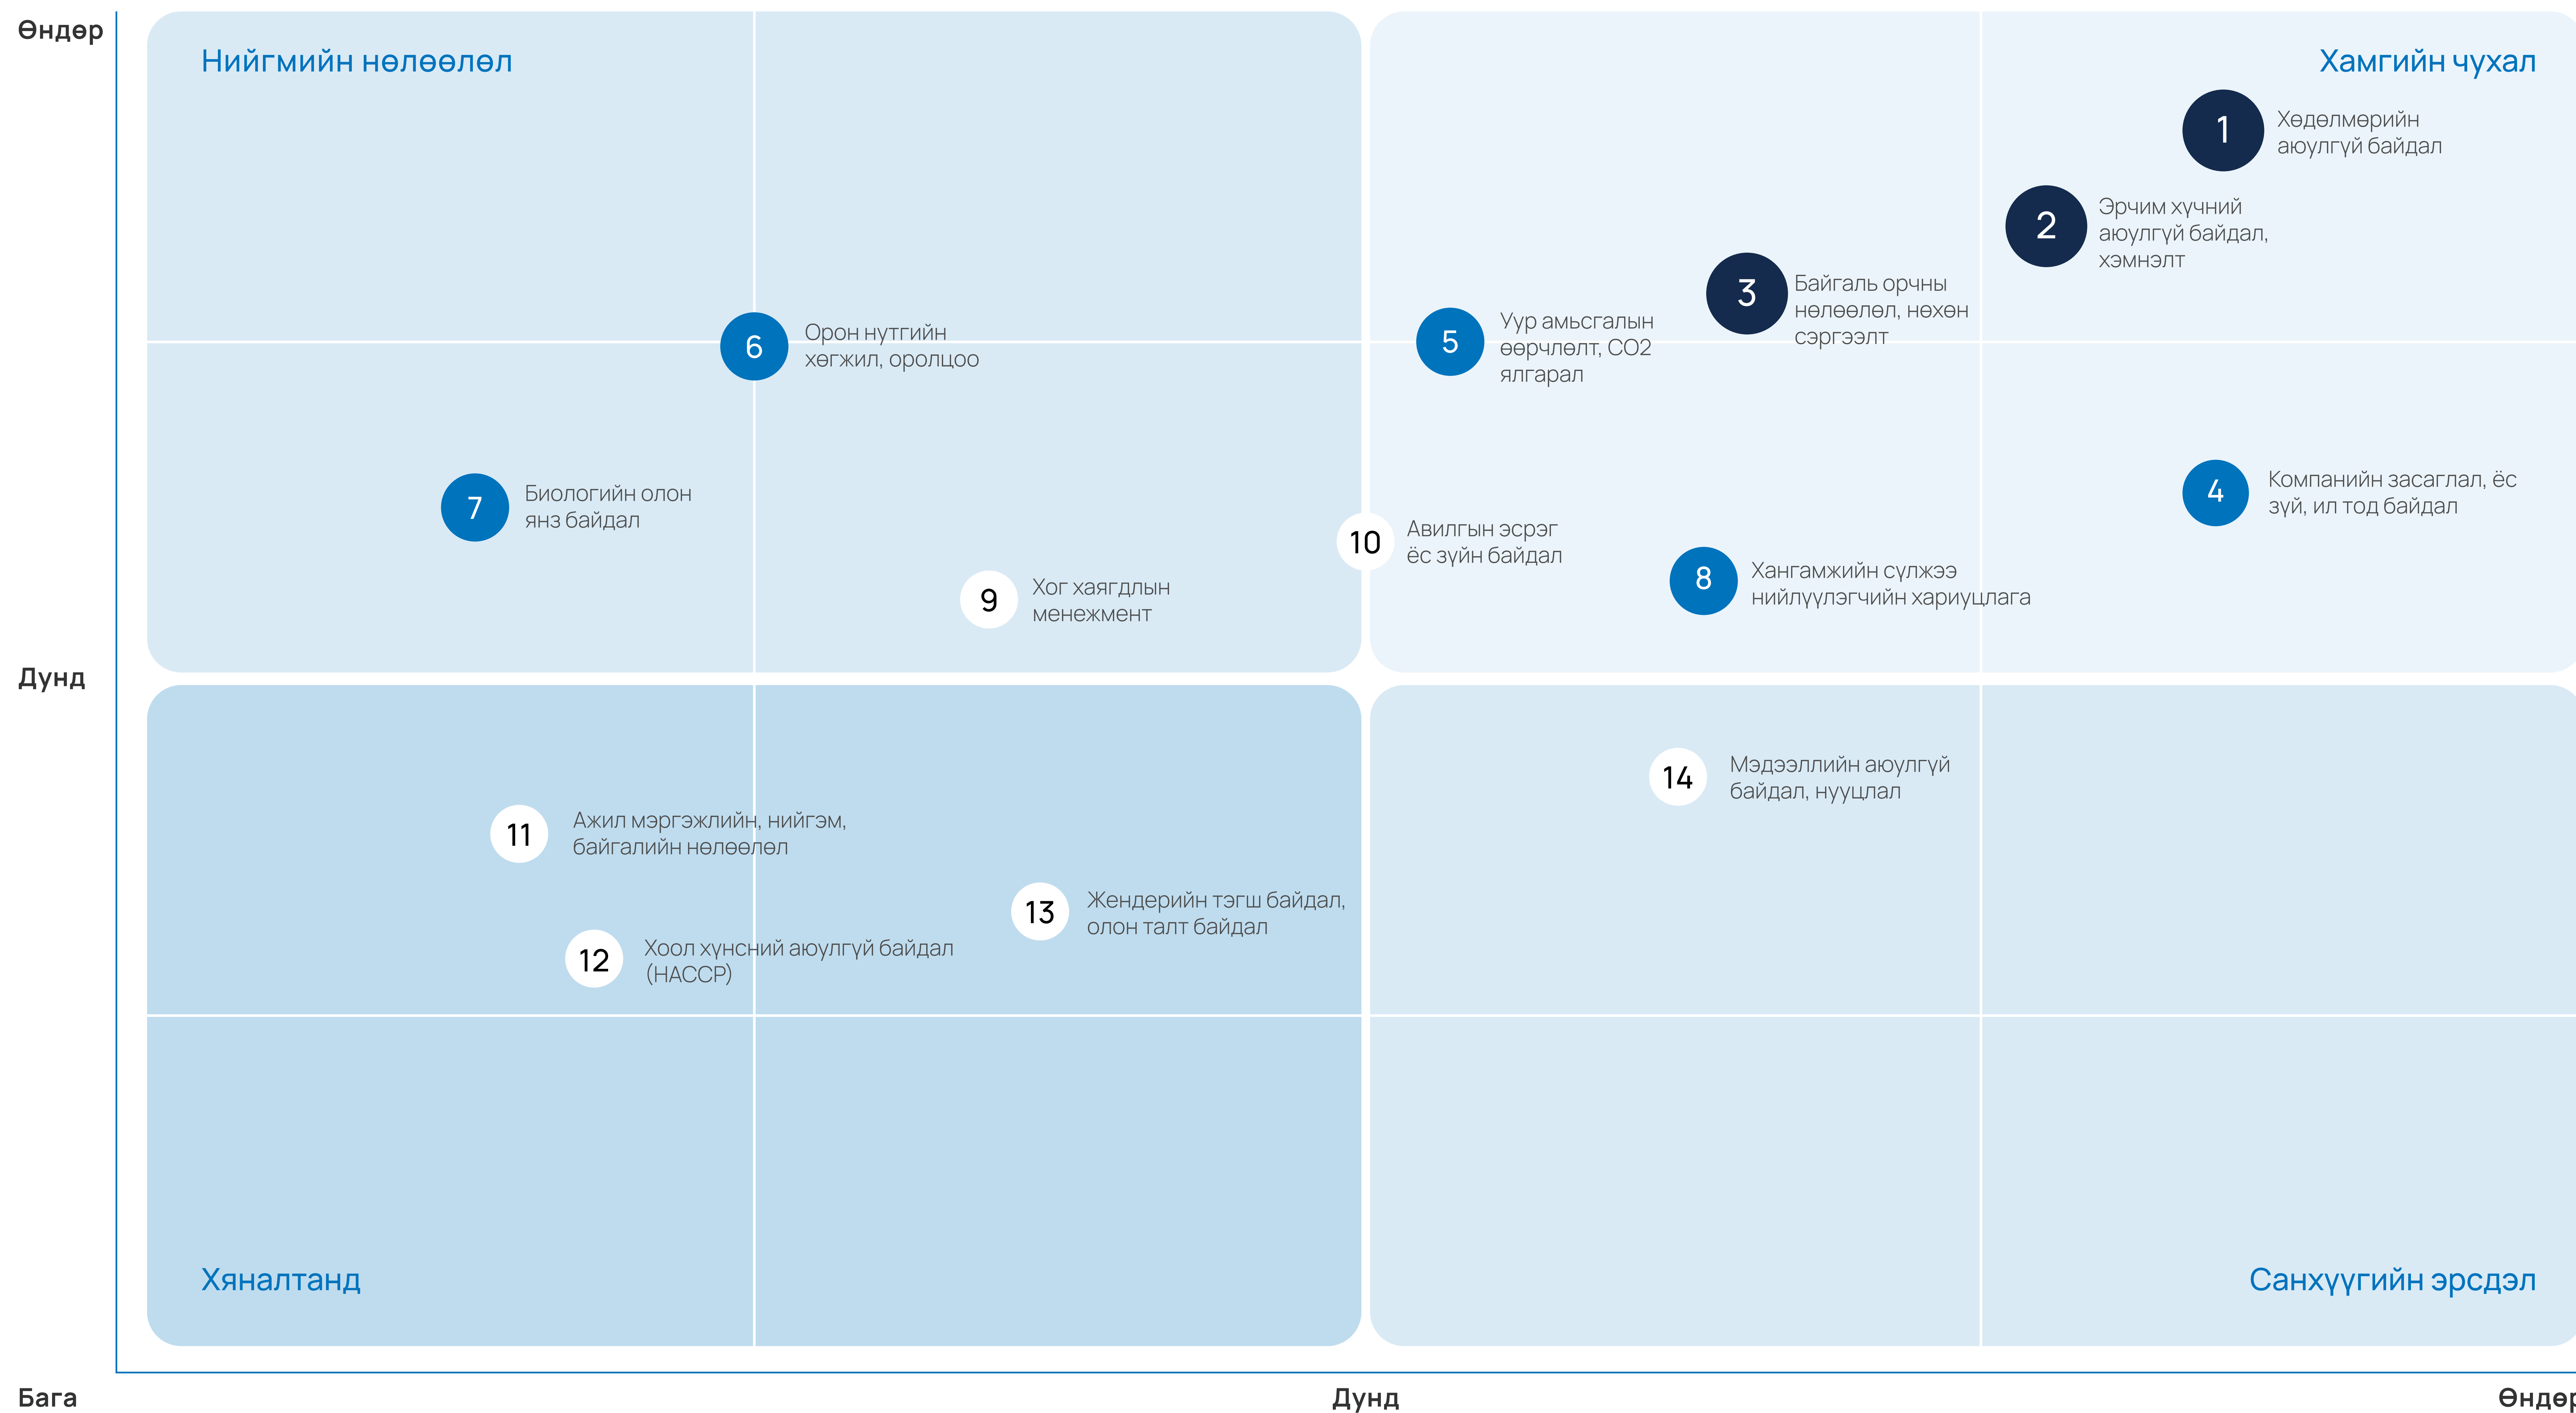 Өндөр
Нийгмийн нөлөөлөл
Хамгийн чухал
1
Хөдөлмөрийн
аюулгүй байдал
2
Эрчим хүчний
аюулгүй байдал,
хэмнэлт
3
Байгаль орчны
нөлөөлөл, нөхөн
сэргээлт
5
Уур амьсгалын
өөрчлөлт, CO2
ялгарал
6
Орон нутгийн
хөгжил, оролцоо
7
Биологийн олон
янз байдал
4
Компанийн засаглал, ёс
зүй, ил тод байдал
10
Авилгын эсрэг
ёс зүйн байдал
8
Хангамжийн сүлжээ
нийлүүлэгчийн хариуцлага
9
Хог хаягдлын
менежмент
Дунд
14
Мэдээллийн аюулгүй
байдал, нууцлал
11
Ажил мэргэжлийн, нийгэм,
байгалийн нөлөөлөл
13
Жендерийн тэгш байдал,
олон талт байдал
12
Хоол хүнсний аюулгүй байдал
(HACCP)
Хяналтанд
Санхүүгийн эрсдэл
Бага
Дунд
Өндөр